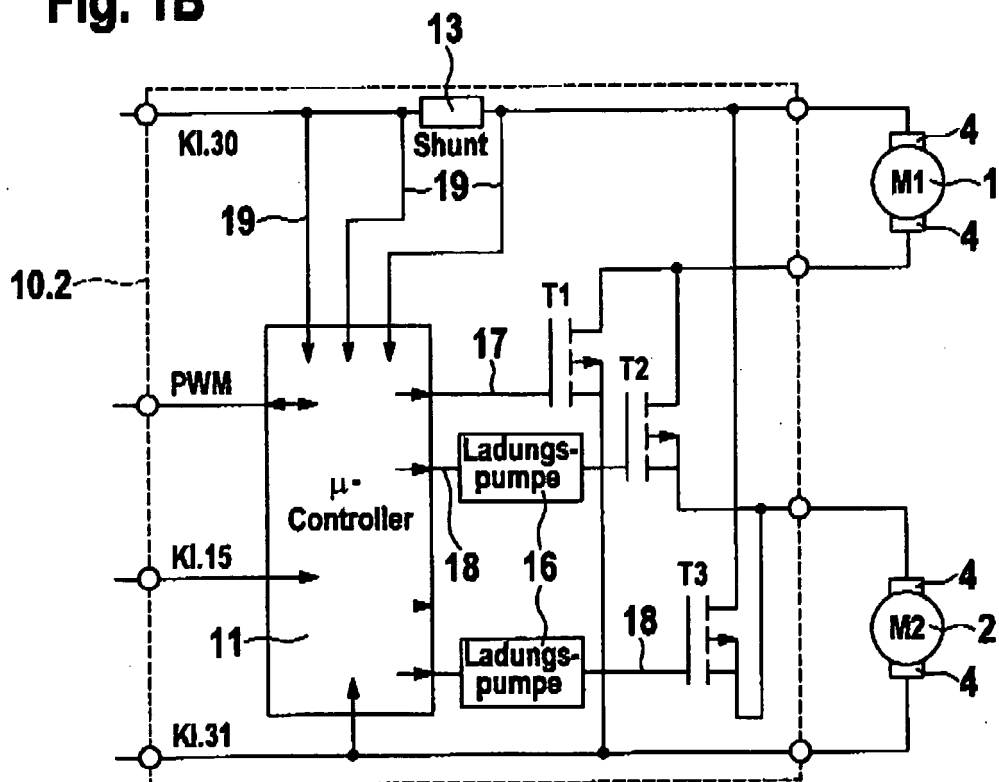 Fig. 1B
13
Kl.30
Shunt
4
M1
1
19
19
4
10.2
T1
17
T2
PWM
Ladungs-
pumpe
μ-
Controller
Kl.15
18
16
T3
4
11
18
M2
2
Ladungs-
pumpe
4
Kl.31